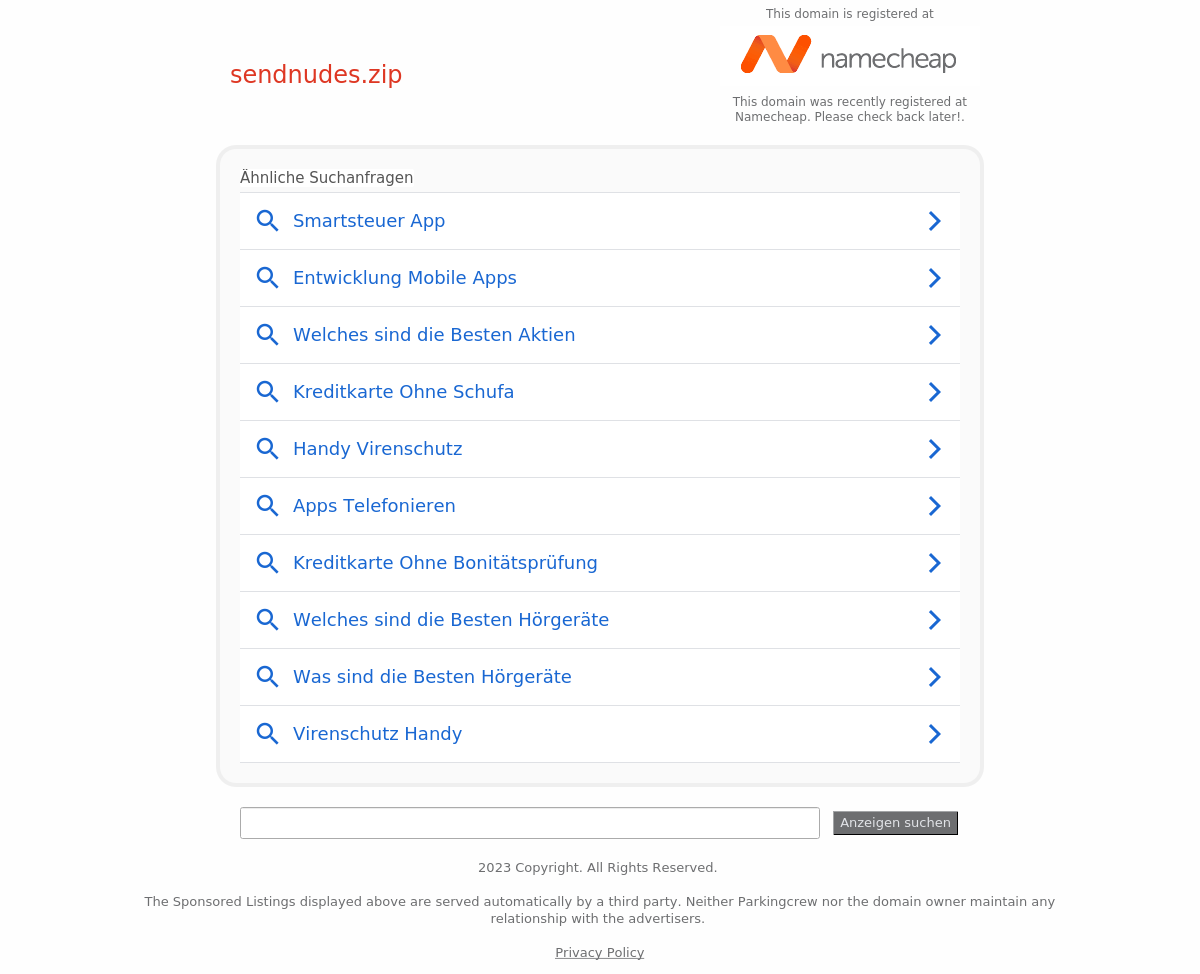 This domain is registered at
namecheap
sendnudes.zip
This domain was recently registered at
Namecheap. Please check back later!.
Ähnliche Suchanfragen
Smartsteuer App
Entwicklung Mobile Apps
Welches sind die Besten Aktien
Kreditkarte Ohne Schufa
Handy Virenschutz
Apps Telefonieren
Kreditkarte Ohne Bonitätsprüfung
Welches sind die Besten Hörgeräte
Was sind die Besten Hörgeräte
Virenschutz Handy
Anzeigen suchen
2023 Copyright. All Rights Reserved.
The Sponsored Listings displayed above are served automatically by a third party. Neither Parkingcrew nor the domain owner maintain any
relationship with the advertisers.
Privacy Policy